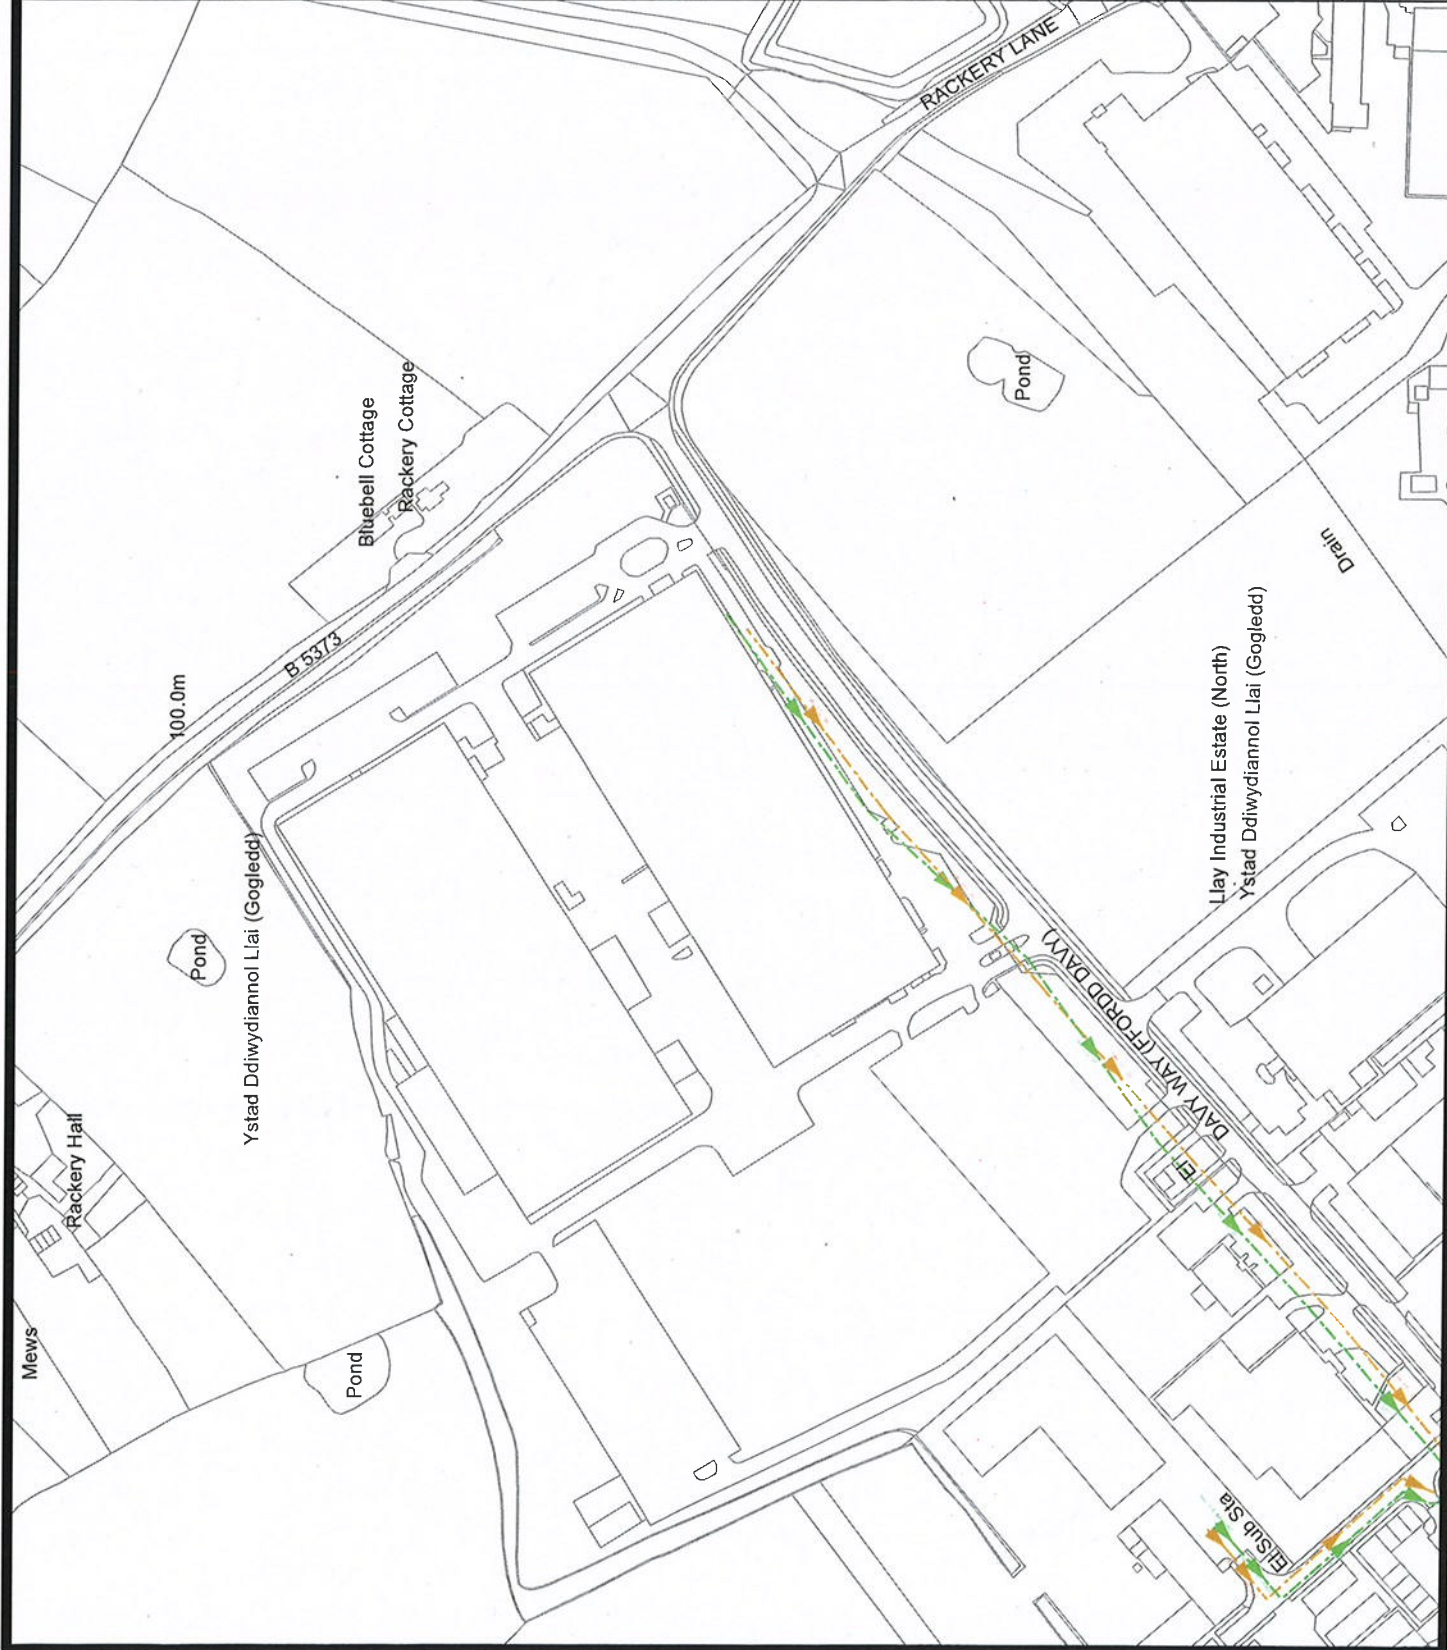 RACKERY LANE
Bluebell Cottage
Rackery Cottage
Pond
B 5373
100.0m
Drain
Llay Industrial Estate (North)
Ystad Ddiwydiannol Llai (Gogledd)
Pond
Ystad Ddiwydiannol Llai (Gogledd)
DAVY WAY (FFORDD DAVY)
Rackery Hall
El
Mews
Pond
El Sub Sta